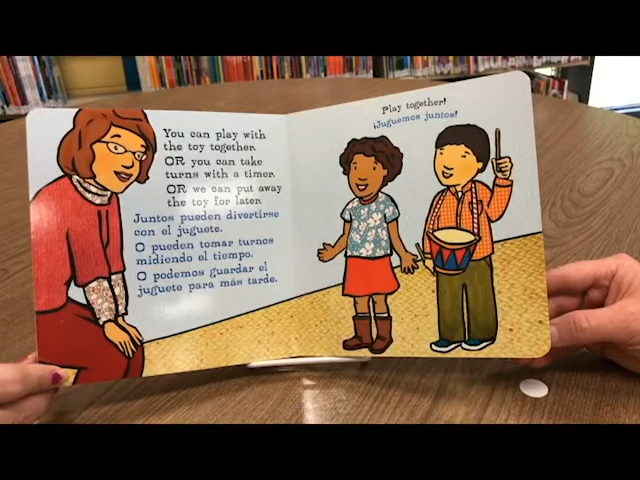 You can play with
the toy together.
OR you can take
turns with a timer.
OR we can put away
the toy for later.
Juntos pueden divertirse
con el juguete.
O pueden tomar turnos
midiendo el tiempo.
O podemos guardar el
juguete para más tarde.
Play together!
¡Juguemos juntos!